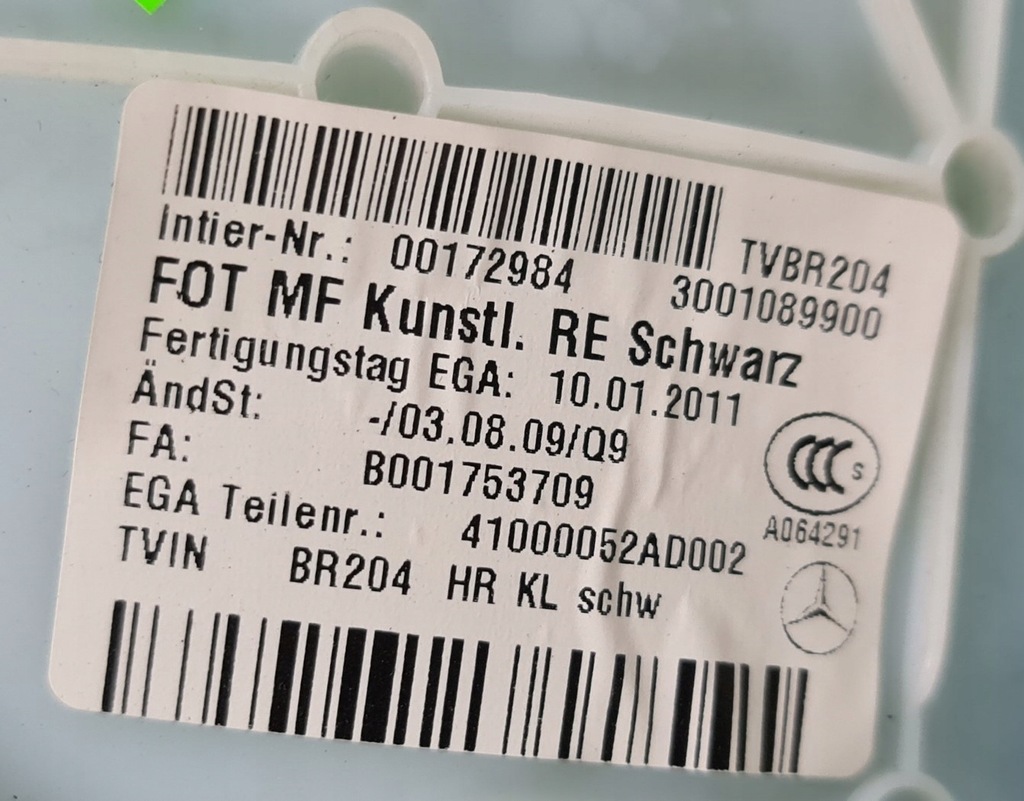 TVBR204
Intier-Nr.: 00172984 3001089900
FOT MF Kunstl. RE Schwarz
Fertigungstag EGA: 10.01.2011
ÄndSt: -/03.08.09/Q9
FA: B001753709
CCC S
EGA Teilenr.: 41000052AD002
A064291
TVIN BR204 HR KL schw